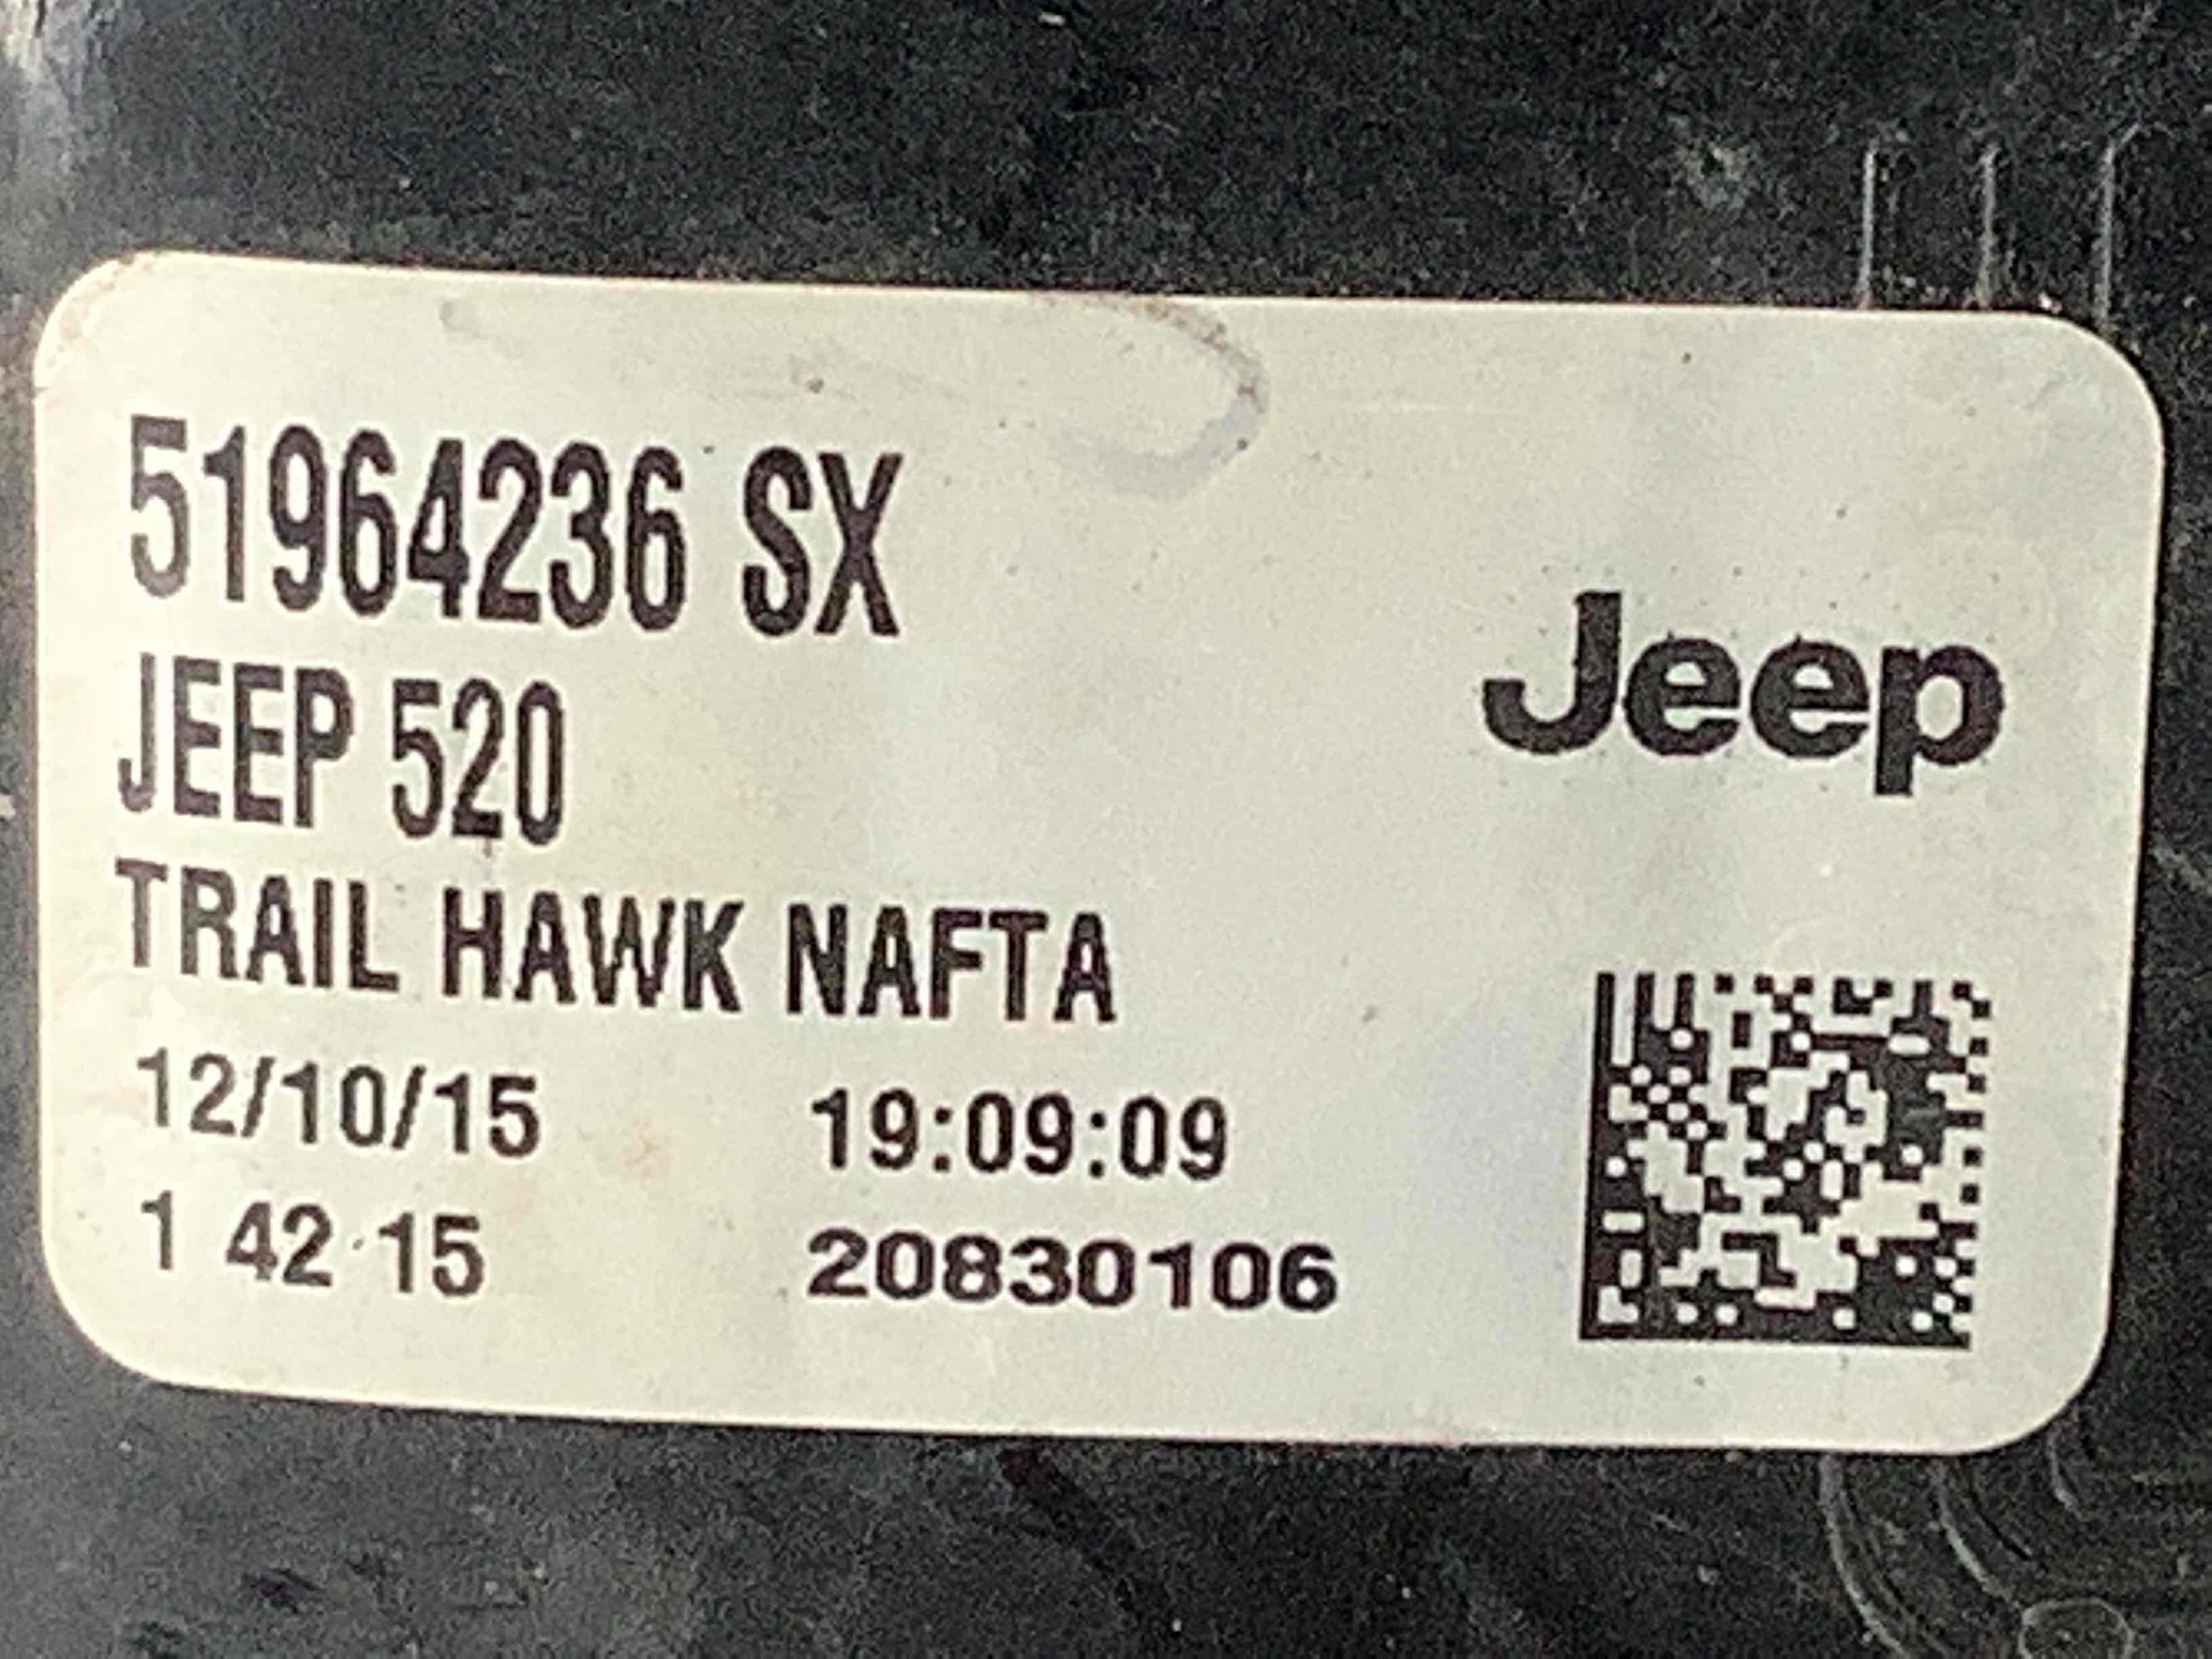 51964236 SX
JEEP 520
Jeep
TRAIL HAWK NAFTA
12/10/15 19:09:09
1 42 15 20830106